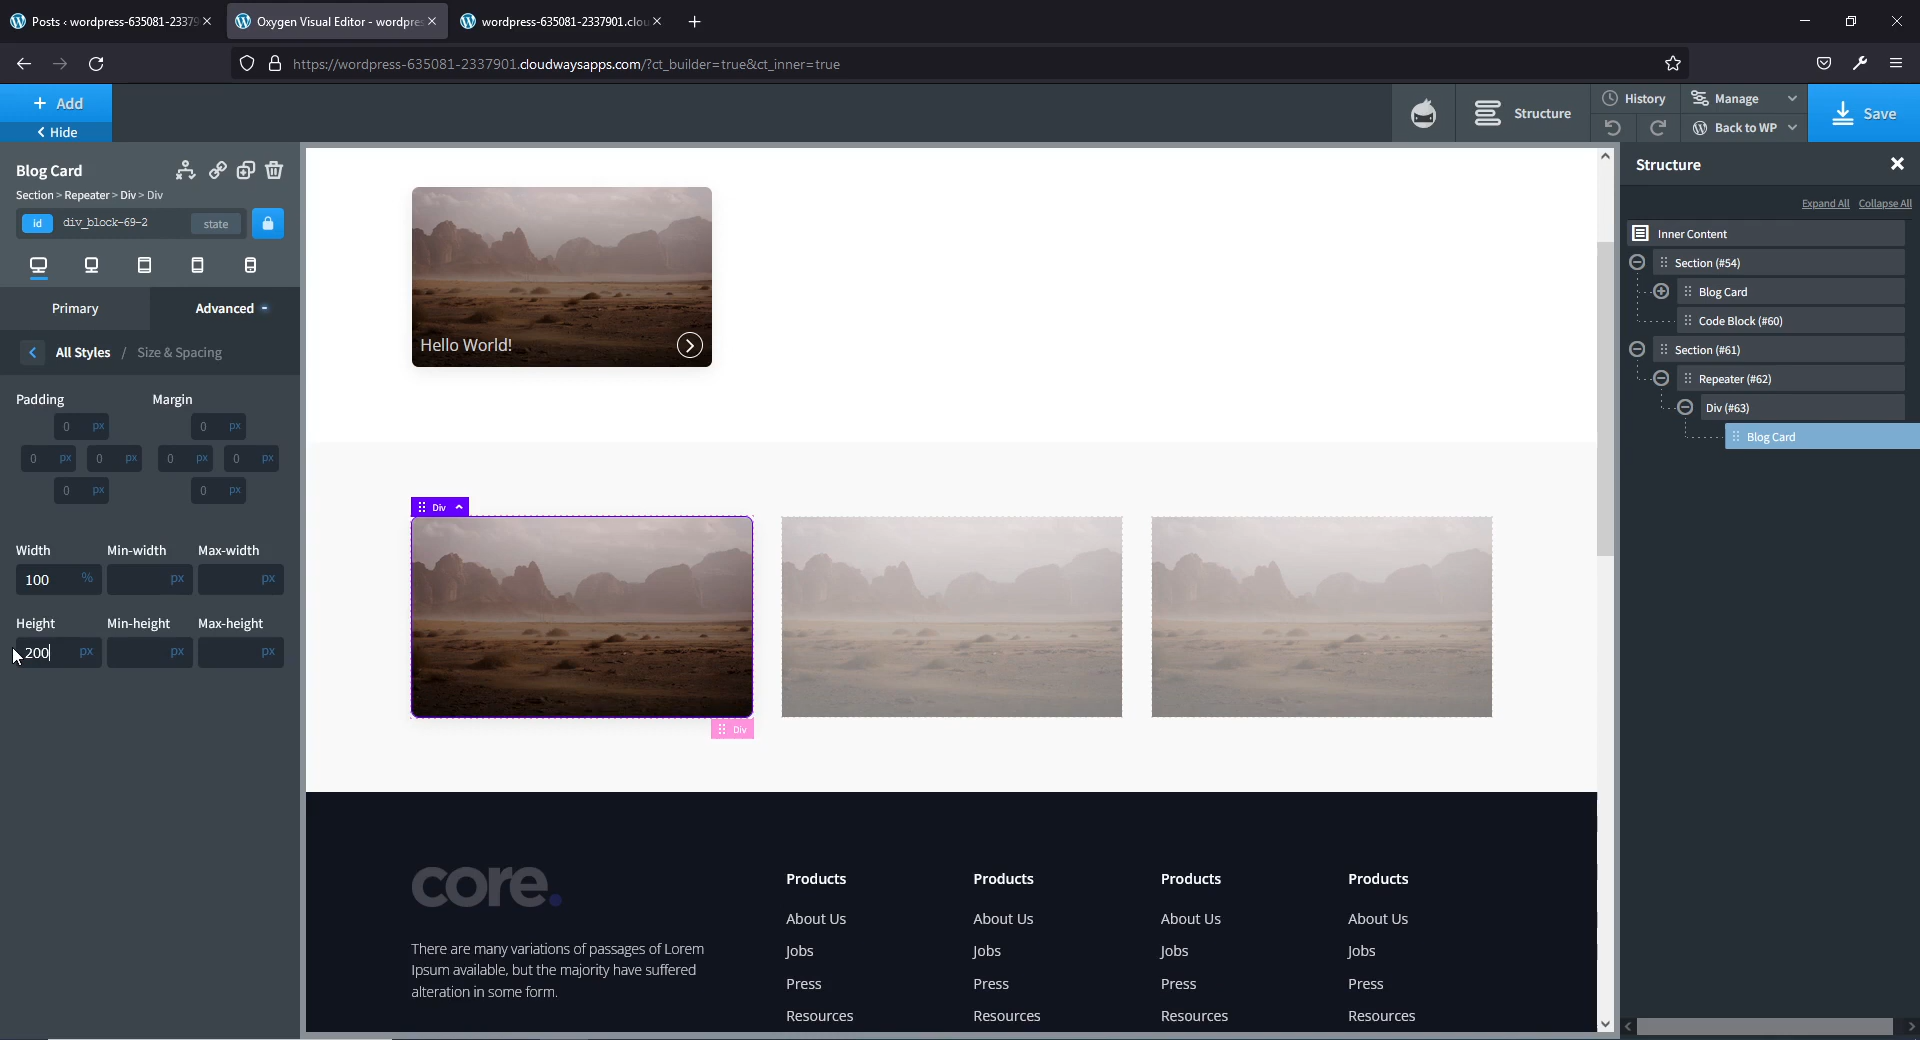 Posts ‹ wordpress-635081-23379
Oxygen Visual Editor - wordpres
wordpress-635081-2337901.clou
https://wordpress-635081-2337901.cloudwaysapps.com/?ct_builder=true&ct_inner=true
+ Add
Hide
Structure
History
Manage
Back to WP
Save
Blog Card
Section > Repeater > Div > Div
id div_block-69-2 state
Primary
Advanced
All Styles / Size & Spacing
Padding
Margin
0 px
0 px
0 px
0 px
0 px
0 px
0 px
0 px
Width
Min-width
Max-width
100 %
px
px
Height
Min-height
Max-height
200 px
px
px
Hello World!
Div
Div
core.
There are many variations of passages of Lorem
Ipsum available, but the majority have suffered
alteration in some form.
Products
Products
Products
Products
About Us
About Us
About Us
About Us
Jobs
Jobs
Jobs
Jobs
Press
Press
Press
Press
Resources
Resources
Resources
Resources
Structure
Expand All
Collapse All
Inner Content
Section (#54)
Blog Card
Code Block (#60)
Section (#61)
Repeater (#62)
Div (#63)
Blog Card